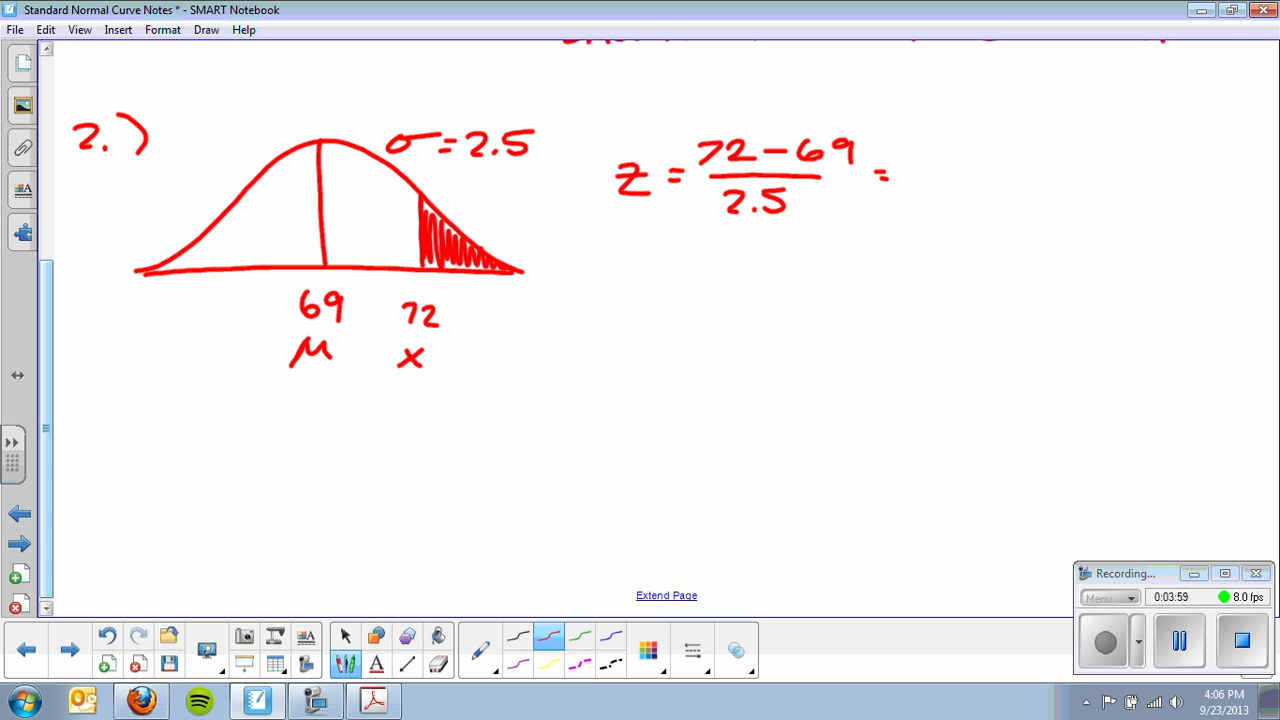 Standard Normal Curve Notes * - SMART Notebook
File Edit View Insert Format Draw Help
2.)
σ = 2.5
z = 72 - 69 / 2.5 =
69 72
μ x
Extend Page
Recording...
Menu
0:03:59
8.0 fps
4:06 PM
9/23/2013